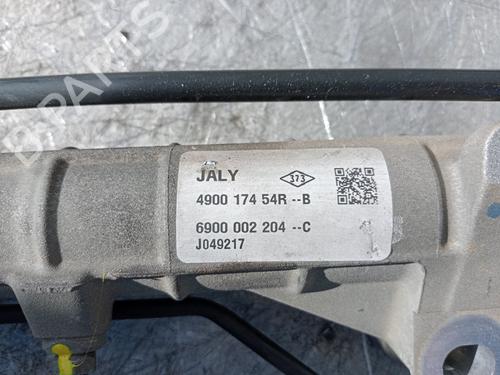 JALY 373
4900 174 54R --B
6900 002 204 --C
J049217
B-PARTS